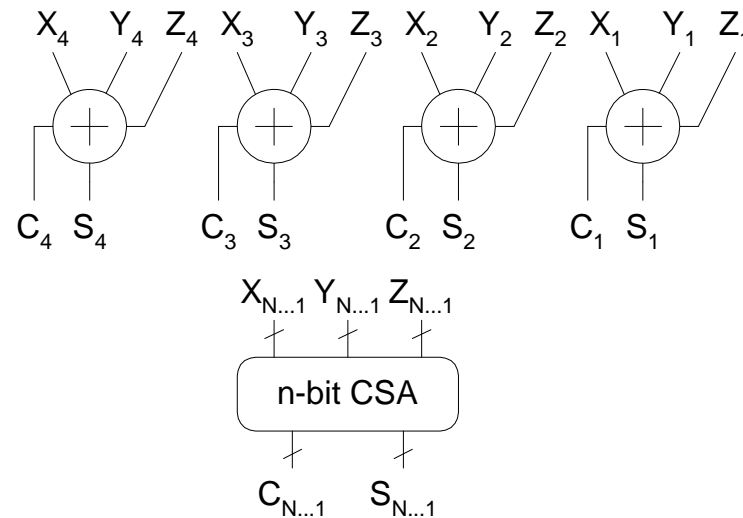 X4 Y4 Z4 X3 Y3 Z3 X2 Y2 Z2 X1 Y1 Z1
C4 S4 C3 S3 C2 S2 C1 S1
XN...1 YN...1 ZN...1
n-bit CSA
CN...1 SN...1